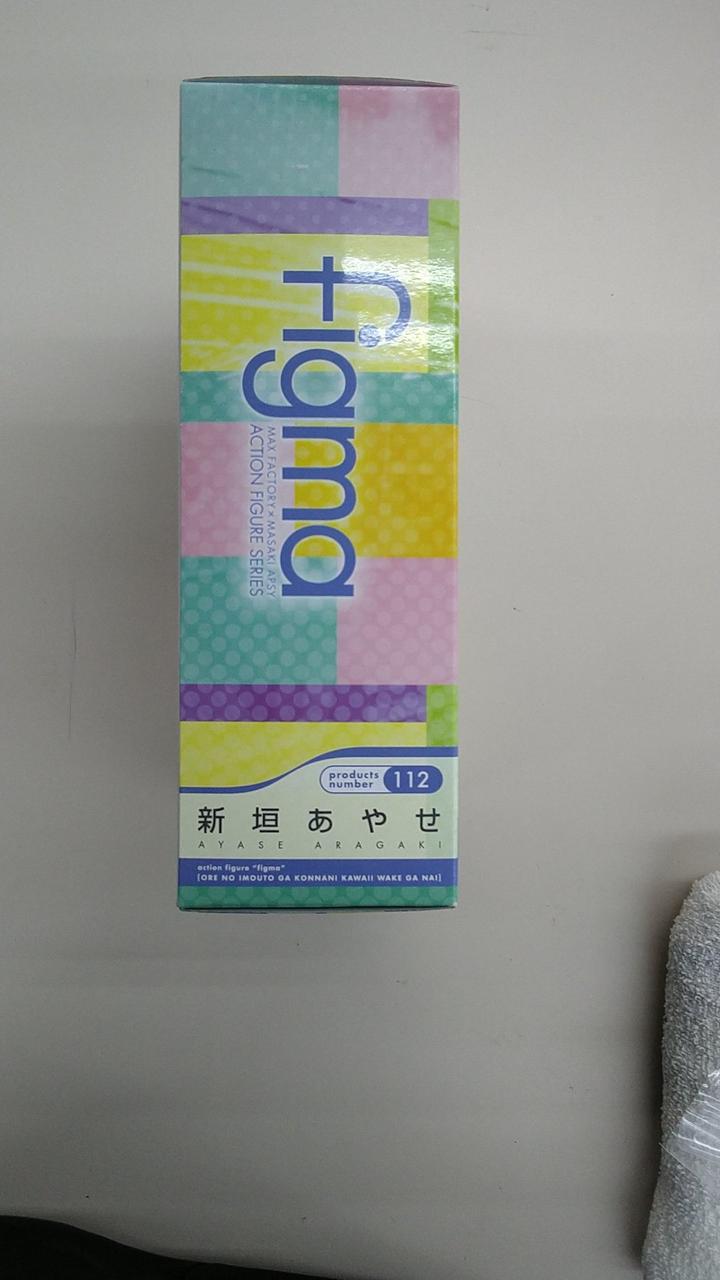 figma
MAX FACTORY × MASAKI APSY
ACTION FIGURE SERIES
products
number
112
新垣あやせ
AYASE ARAGAKI
action figure "figma"
[ORE NO IMOUTO GA KONNANI KAWAII WAKE GA NAI]